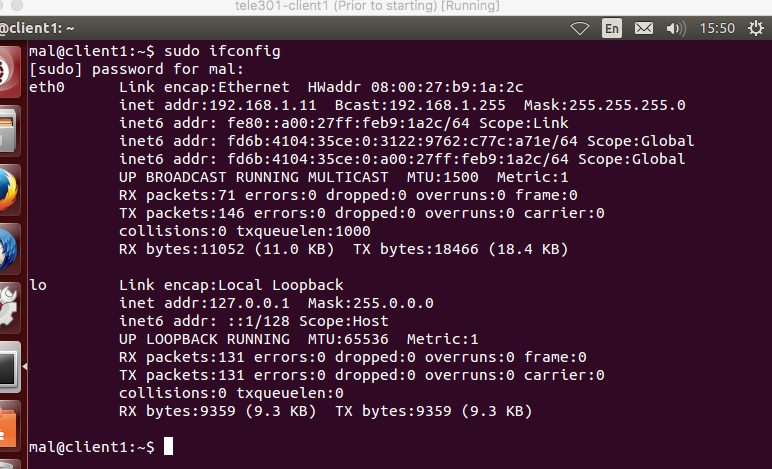 tele301-client1 (Prior to starting) [Running]
@client1: ~
En
15:50
mal@client1:~$ sudo ifconfig
[sudo] password for mal:
eth0      Link encap:Ethernet  HWaddr 08:00:27:b9:1a:2c
          inet addr:192.168.1.11  Bcast:192.168.1.255  Mask:255.255.255.0
          inet6 addr: fe80::a00:27ff:feb9:1a2c/64 Scope:Link
          inet6 addr: fd6b:4104:35ce:0:3122:9762:c77c:a71e/64 Scope:Global
          inet6 addr: fd6b:4104:35ce:0:a00:27ff:feb9:1a2c/64 Scope:Global
          UP BROADCAST RUNNING MULTICAST  MTU:1500  Metric:1
          RX packets:71 errors:0 dropped:0 overruns:0 frame:0
          TX packets:146 errors:0 dropped:0 overruns:0 carrier:0
          collisions:0 txqueuelen:1000
          RX bytes:11052 (11.0 KB)  TX bytes:18466 (18.4 KB)
lo        Link encap:Local Loopback
          inet addr:127.0.0.1  Mask:255.0.0.0
          inet6 addr: ::1/128 Scope:Host
          UP LOOPBACK RUNNING  MTU:65536  Metric:1
          RX packets:131 errors:0 dropped:0 overruns:0 frame:0
          TX packets:131 errors:0 dropped:0 overruns:0 carrier:0
          collisions:0 txqueuelen:0
          RX bytes:9359 (9.3 KB)  TX bytes:9359 (9.3 KB)
mal@client1:~$